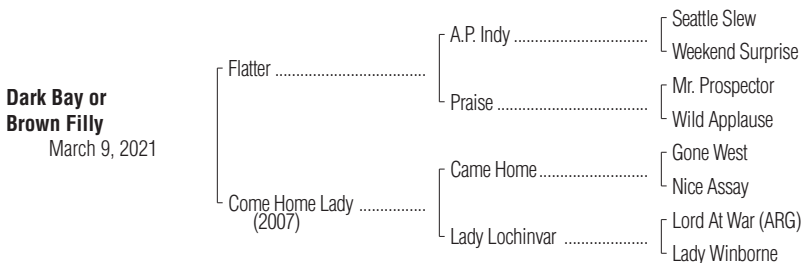 Dark Bay or
Brown Filly
March 9, 2021
Flatter
Come Home Lady
(2007)
A.P. Indy
Praise
Came Home
Lady Lochinvar
Seattle Slew
Weekend Surprise
Mr. Prospector
Wild Applause
Gone West
Nice Assay
Lord At War (ARG)
Lady Winborne